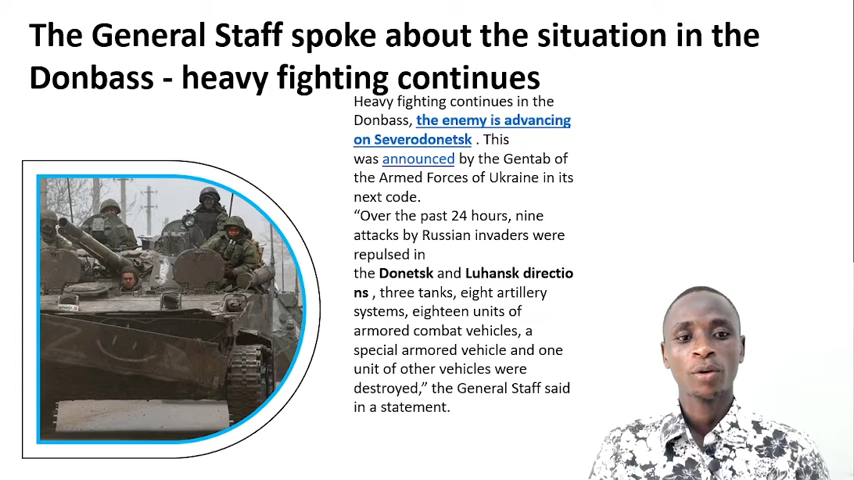 The General Staff spoke about the situation in the
Donbass - heavy fighting continues
Heavy fighting continues in the
Donbass, the enemy is advancing
on Severodonetsk . This
was announced by the Gentab of
the Armed Forces of Ukraine in its
next code.
“Over the past 24 hours, nine
attacks by Russian invaders were
repulsed in
the Donetsk and Luhansk directio
ns , three tanks, eight artillery
systems, eighteen units of
armored combat vehicles, a
special armored vehicle and one
unit of other vehicles were
destroyed,” the General Staff said
in a statement.